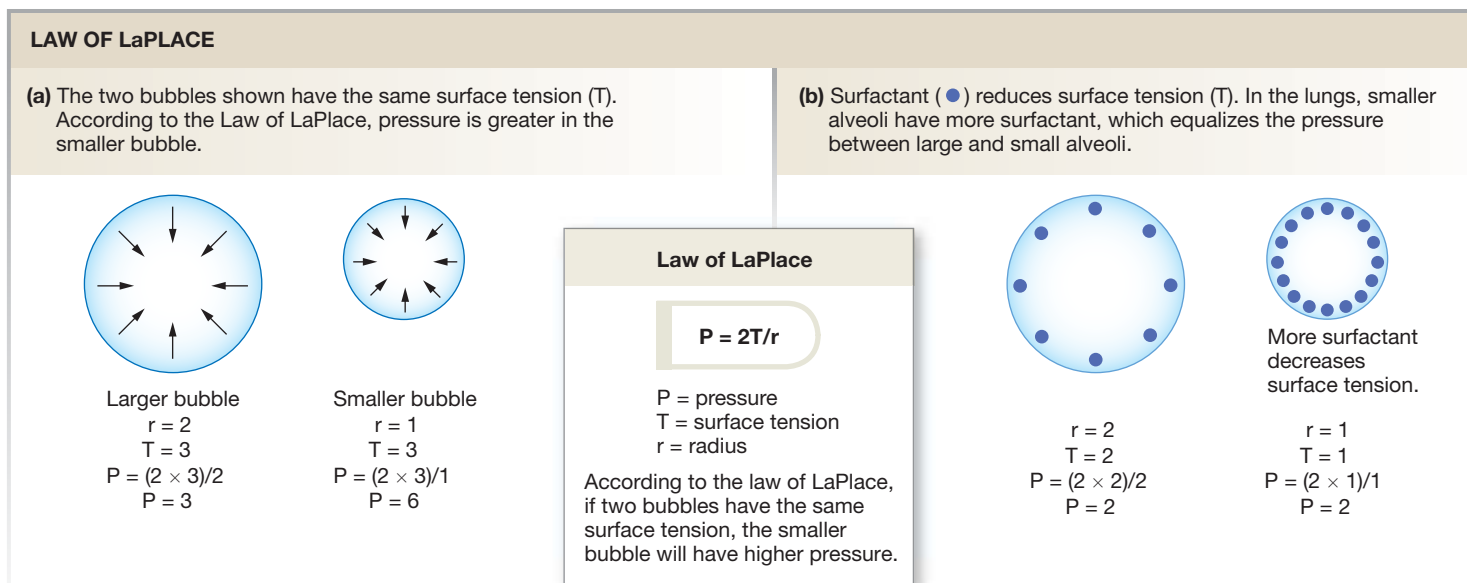 LAW OF LaPLACE
(a) The two bubbles shown have the same surface tension (T).
According to the Law of LaPlace, pressure is greater in the
smaller bubble.
Larger bubble
r = 2
T = 3
P = (2 × 3)/2
P = 3
Smaller bubble
r = 1
T = 3
P = (2 × 3)/1
P = 6
Law of LaPlace
P = 2T/r
P = pressure
T = surface tension
r = radius
According to the law of LaPlace,
if two bubbles have the same
surface tension, the smaller
bubble will have higher pressure.
(b) Surfactant (●) reduces surface tension (T). In the lungs, smaller
alveoli have more surfactant, which equalizes the pressure
between large and small alveoli.
r = 2
T = 2
P = (2 × 2)/2
P = 2
More surfactant
decreases
surface tension.
r = 1
T = 1
P = (2 × 1)/1
P = 2